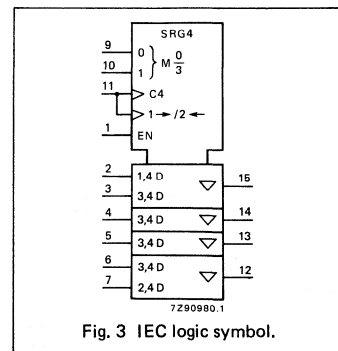 SRG4
9 0 } M 0/3
10 1
11 C4
1→/2←
1 EN
2 1,4 D 15
3 3,4 D
4 3,4 D 14
5 3,4 D 13
6 3,4 D 12
7 2,4 D
7Z90980.1
Fig. 3 IEC logic symbol.